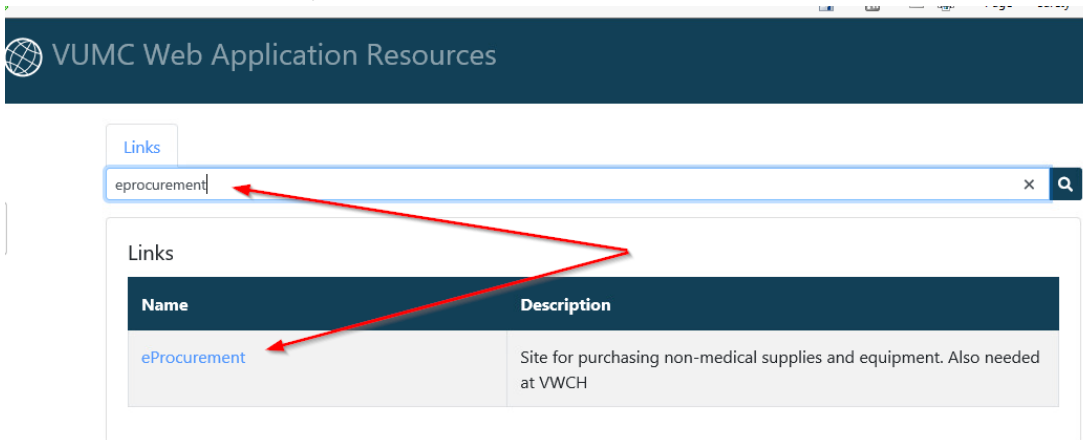 VUMC Web Application Resources
Links
eprocurement
Links
Name Description
eProcurement Site for purchasing non-medical supplies and equipment. Also needed
at VWCH